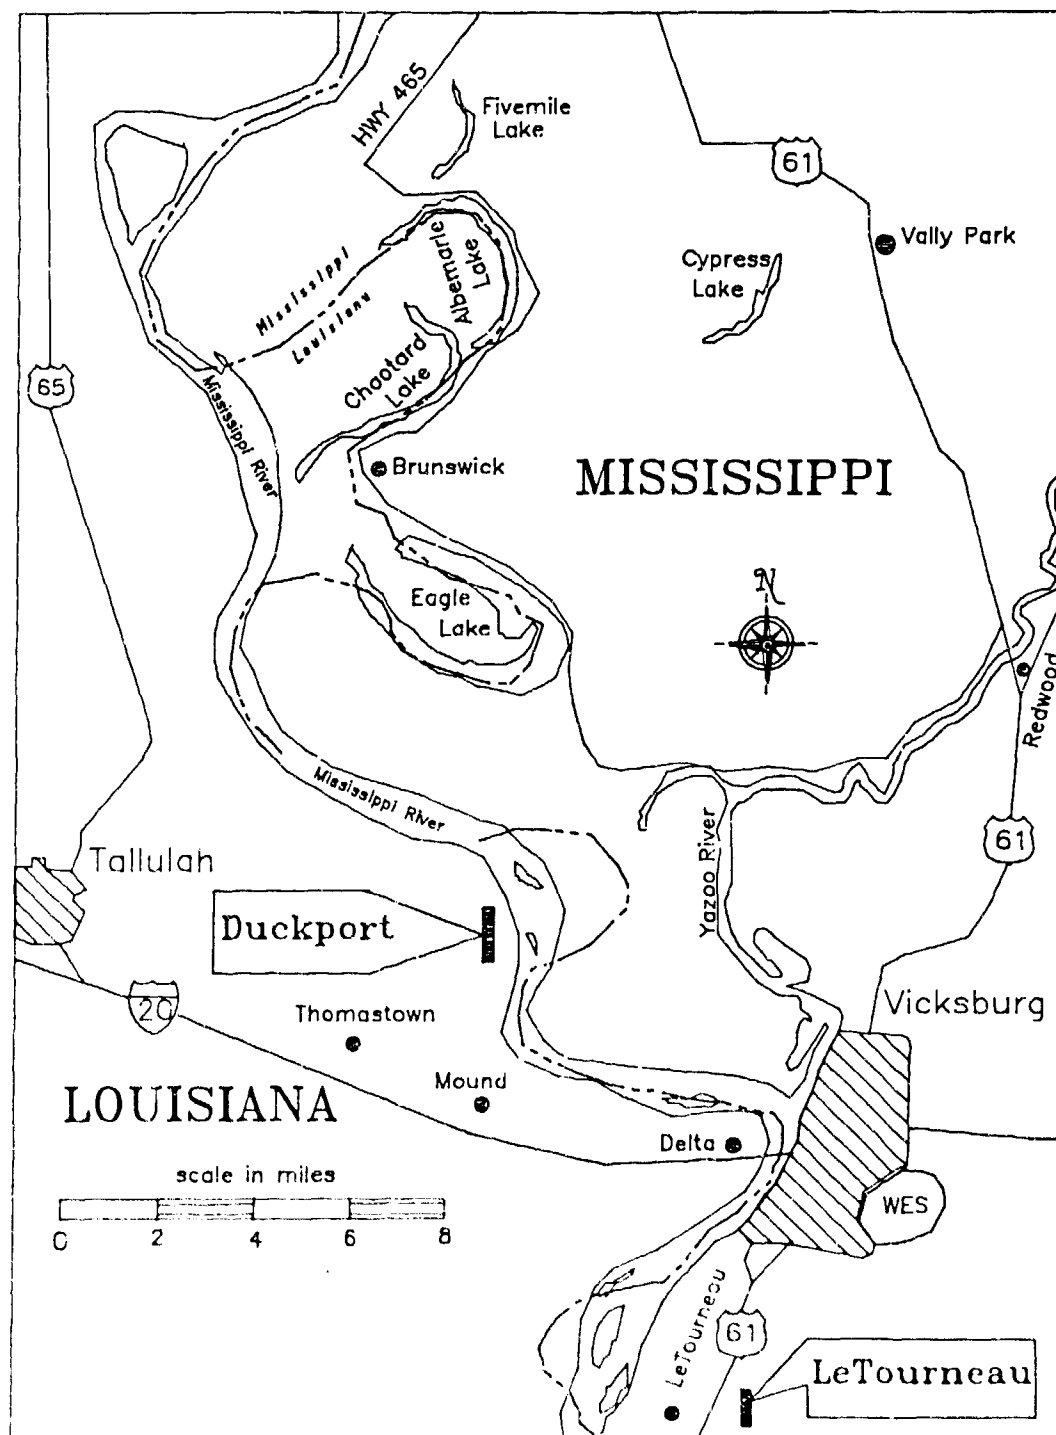 HWY 465
Fivemile
Lake
61
Vally Park
Albemarle
Lake
Cypress
Lake
Mississippi
Louisiana
65
Chaotard
Lake
Mississippi River
Brunswick
MISSISSIPPI
N
Eagle
Lake
Redwood
Mississippi River
61
Tallulah
Yazoo River
Duckport
20
Thomastown
Vicksburg
Mound
LOUISIANA
Delta
scale in miles
0 2 4 6 8
WES
LeTourneau
61
LeTourneau